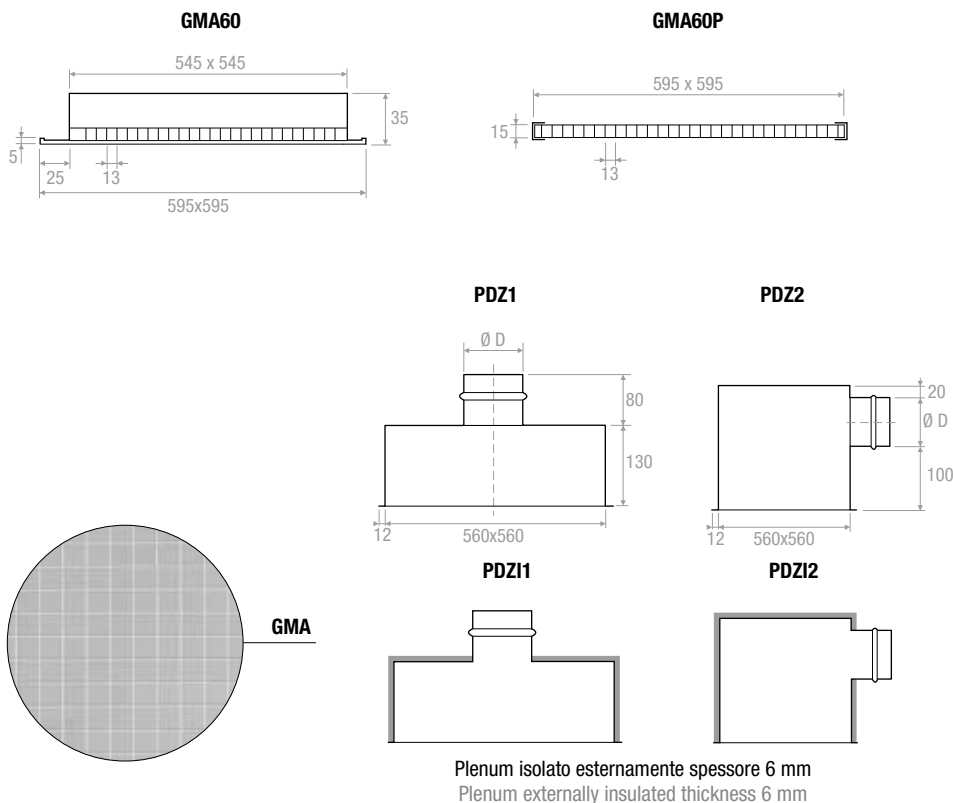 GMA60
GMA60P
545 x 545
35
5
25
13
595x595
595 x 595
15
13
PDZ1
PDZ2
Ø D
80
130
12
560x560
20
Ø D
100
12
560x560
GMA
PDZI1
PDZI2
Plenum isolato esternamente spessore 6 mm
Plenum externally insulated thickness 6 mm